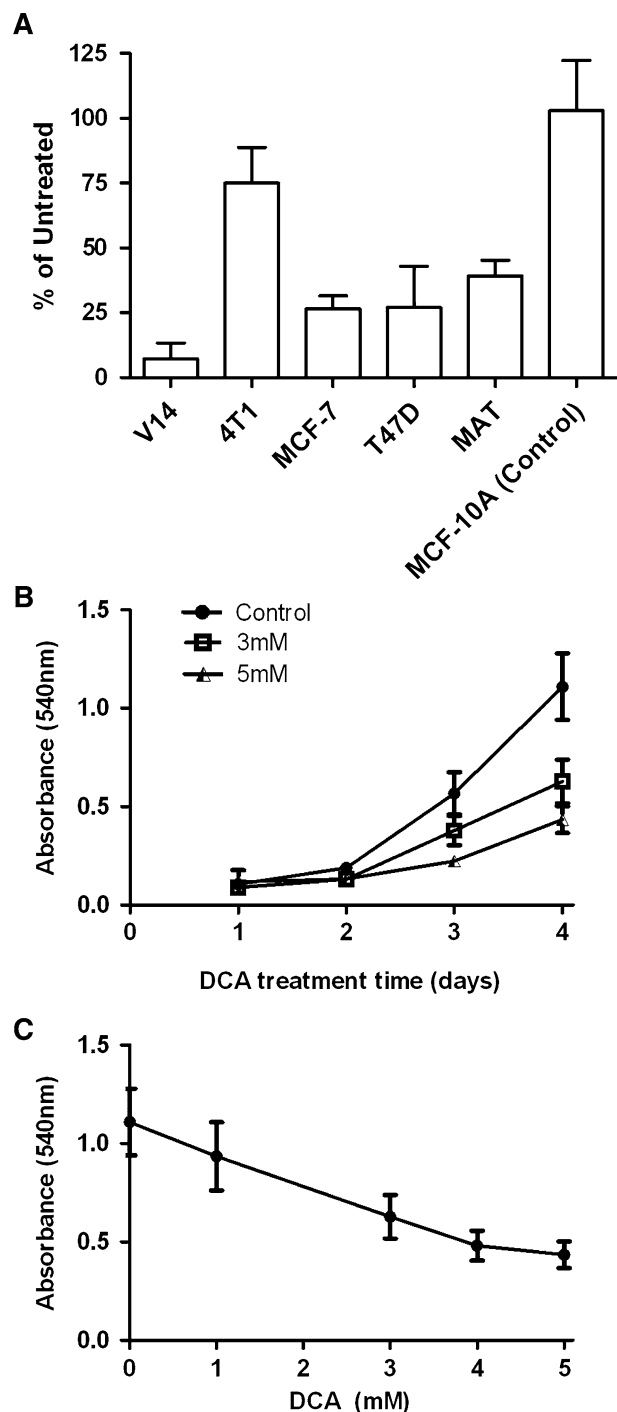 A
% of Untreated
125
100
75
50
25
0
V14
4T1
MCF-7
T47D
MAT
MCF-10A (Control)
B
Absorbance (540nm)
1.5
1.0
0.5
0.0
Control
3mM
5mM
0 1 2 3 4
DCA treatment time (days)
C
Absorbance (540nm)
1.5
1.0
0.5
0.0
0 1 2 3 4 5
DCA (mM)